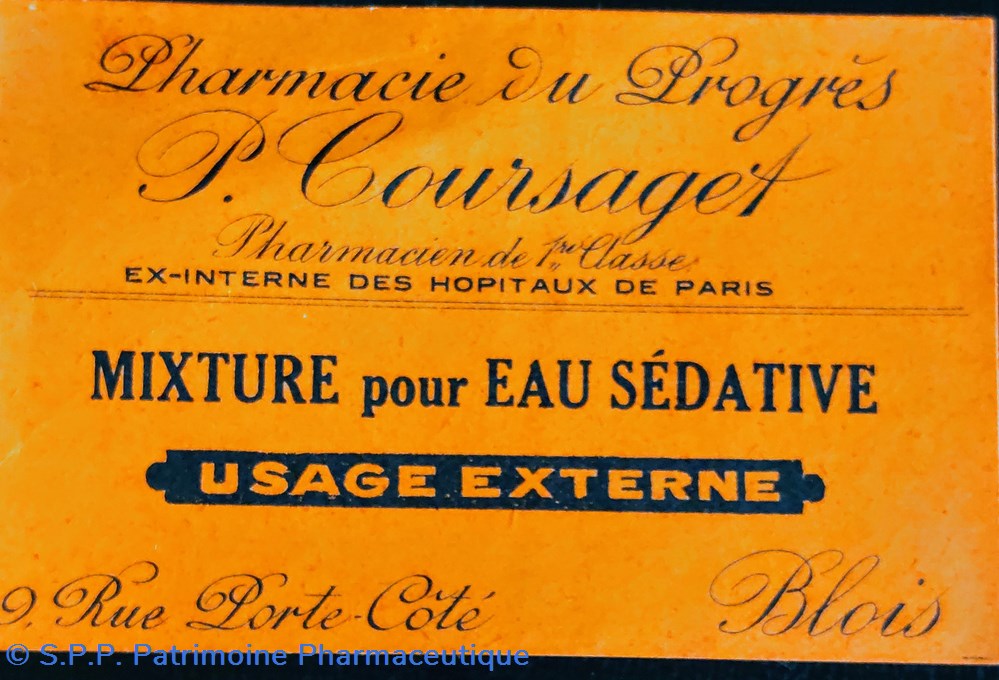 Pharmacie du Progrès
P. Coursaget
Pharmacien de 1re Classe
EX-INTERNE DES HOPITAUX DE PARIS
MIXTURE pour EAU SÉDATIVE
USAGE EXTERNE
9, Rue Porte-Côté Blois
© S.P.P. Patrimoine Pharmaceutique